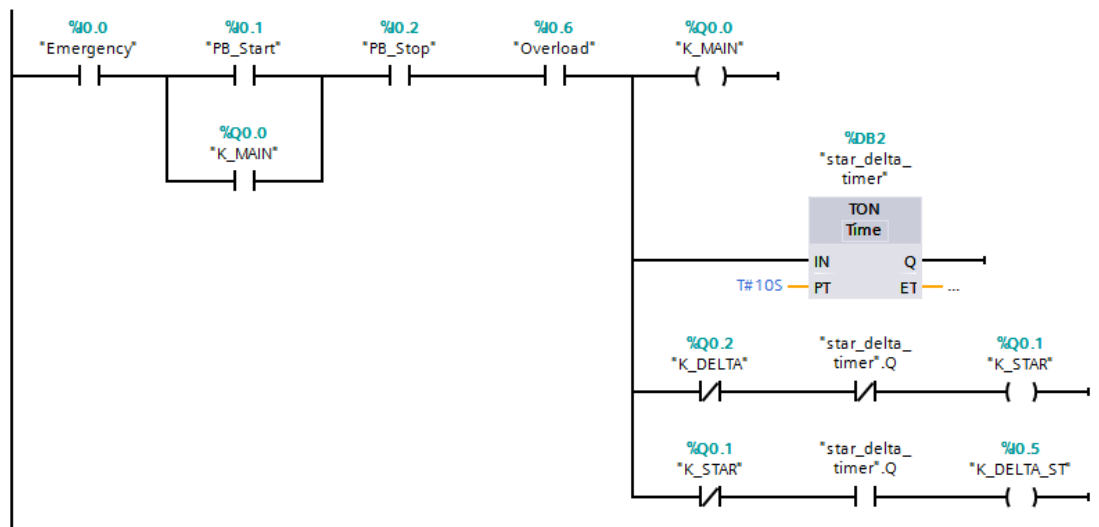 %I0.0 %I0.1 %I0.2 %I0.6 %Q0.0
"Emergency" "PB_Start" "PB_Stop" "Overload" "K_MAIN"
%Q0.0
"K_MAIN"
%DB2
"star_delta_
timer"
TON
Time
IN Q
T#10S PT ET ...
%Q0.2 "star_delta_ %Q0.1
"K_DELTA" timer".Q "K_STAR"
%Q0.1 "star_delta_ %I0.5
"K_STAR" timer".Q "K_DELTA_ST"